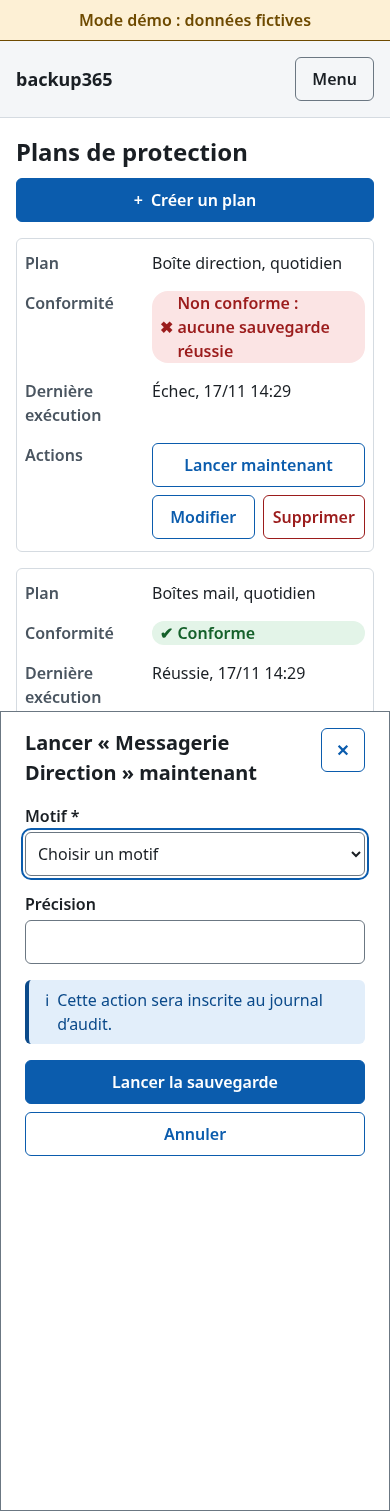 Mode démo : données fictives
backup365
Menu
Plans de protection
+ Créer un plan
Plan
Boîte direction, quotidien
Conformité
✖ Non conforme :
aucune sauvegarde
réussie
Dernière
exécution
Échec, 17/11 14:29
Actions
Lancer maintenant
Modifier
Supprimer
Plan
Boîtes mail, quotidien
Conformité
✔ Conforme
Dernière
exécution
Réussie, 17/11 14:29
Lancer « Messagerie
Direction » maintenant
✕
Motif *
Choisir un motif
Précision
i Cette action sera inscrite au journal
d’audit.
Lancer la sauvegarde
Annuler